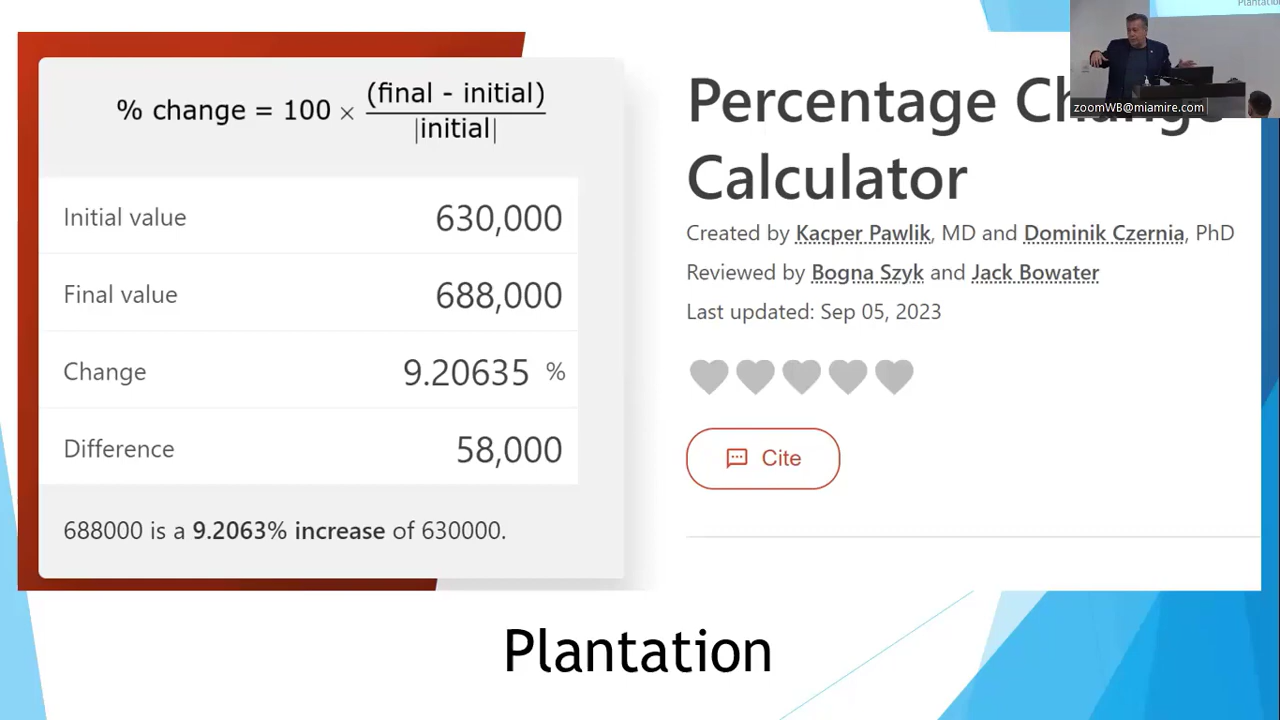 % change = 100 × (final - initial)
|initial|
Initial value 630,000
Final value 688,000
Change 9.20635 %
Difference 58,000
688000 is a 9.2063% increase of 630000.
Percentage Change
Calculator
Created by Kacper Pawlik, MD and Dominik Czernia, PhD
Reviewed by Bogna Szyk and Jack Bowater
Last updated: Sep 05, 2023
Cite
Plantation
Plantation
zoomWB@miamire.com